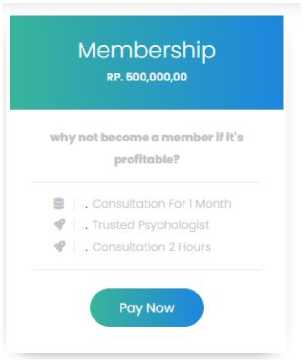 Membership
RP. 500,000,00
why not become a member if it's
profitable?
. Consultation For 1 Month
. Trusted Psychologist
. Consultation 2 Hours
Pay Now